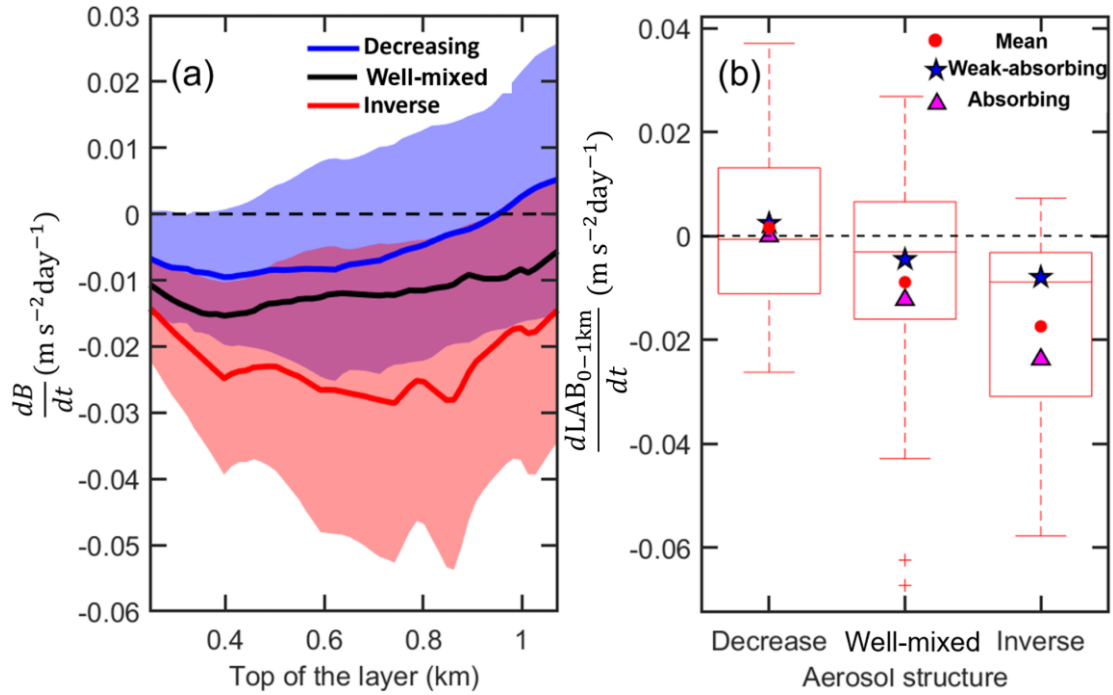 (a)
Decreasing
Well-mixed
Inverse
0.03
0.02
0.01
0
-0.01
-0.02
-0.03
-0.04
-0.05
-0.06
dB/dt (m s⁻² day⁻¹)
0.4 0.6 0.8 1
Top of the layer (km)
(b)
Mean
Weak-absorbing
Absorbing
0.04
0.02
0
-0.02
-0.04
-0.06
dLAB₀₋₁ₖₘ/dt (m s⁻² day⁻¹)
Decrease Well-mixed Inverse
Aerosol structure